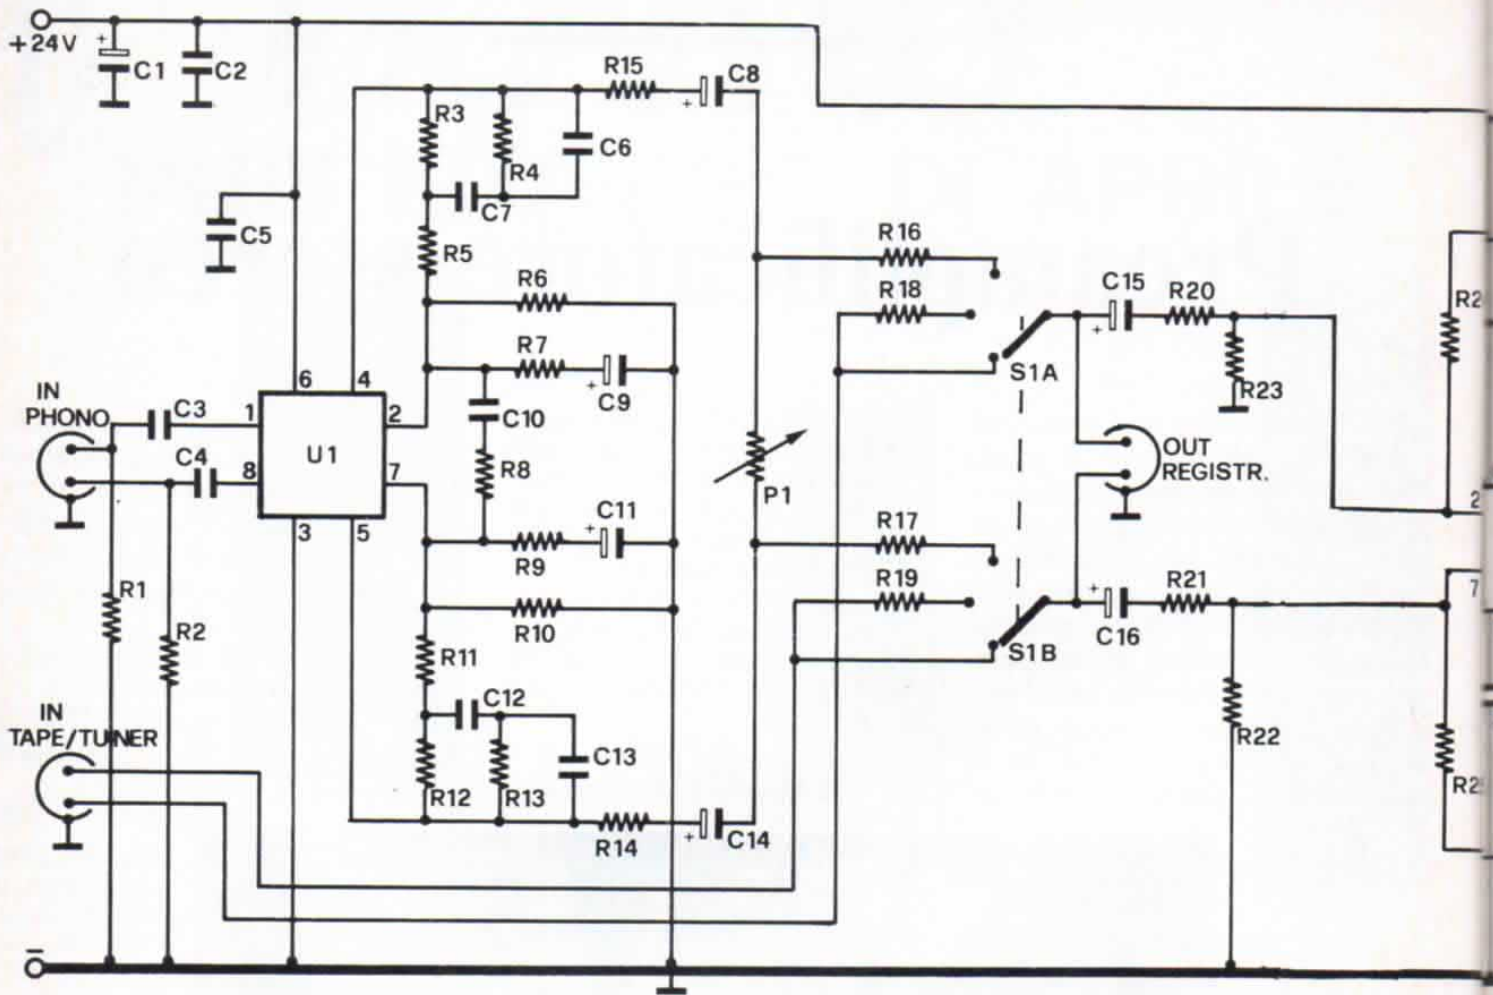 +24V
+
C1
C2
R15
C8
+
R3
R4
C6
C7
C5
R5
R6
R7
+
C9
C10
R8
R16
R18
C15
+
R20
S1A
R23
6
4
IN
PHONO
C3
1
2
U1
C4
8
7
3
5
P1
OUT
REGISTR.
2
+
C11
R9
R10
R17
R19
R1
R2
R11
S1B
+
C16
R21
7
IN
TAPE/TUNER
C12
R12
R13
C13
R14
+
C14
R22
−